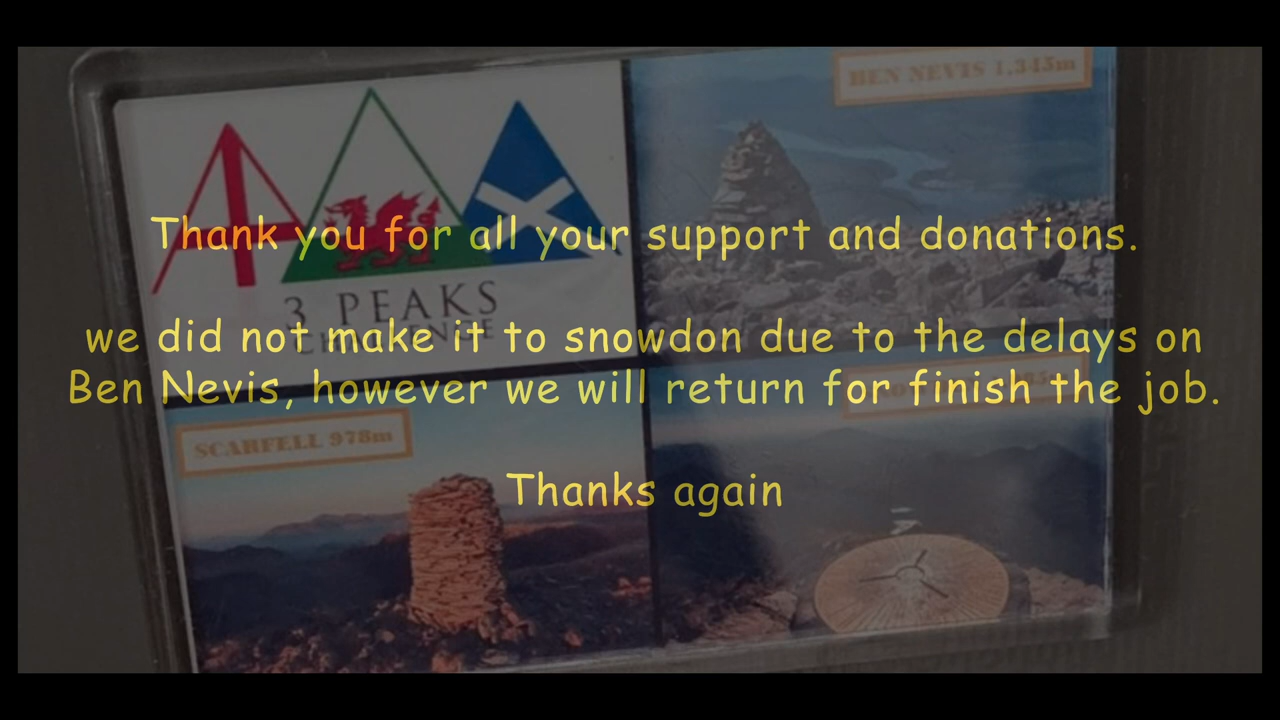 BEN NEVIS 1,345m
Thank you for all your support and donations.
3 PEAKS
CHALLENGE
we did not make it to snowdon due to the delays on
Ben Nevis, however we will return for finish the job.
SCARFELL 978m
Thanks again